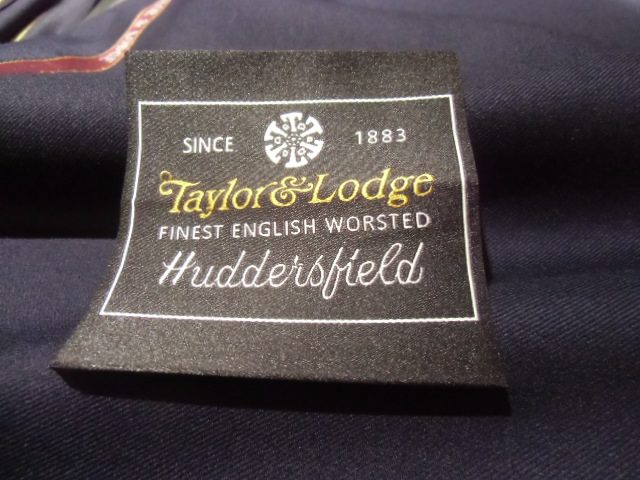 SINCE 1883
Taylor & Lodge
FINEST ENGLISH WORSTED
Huddersfield